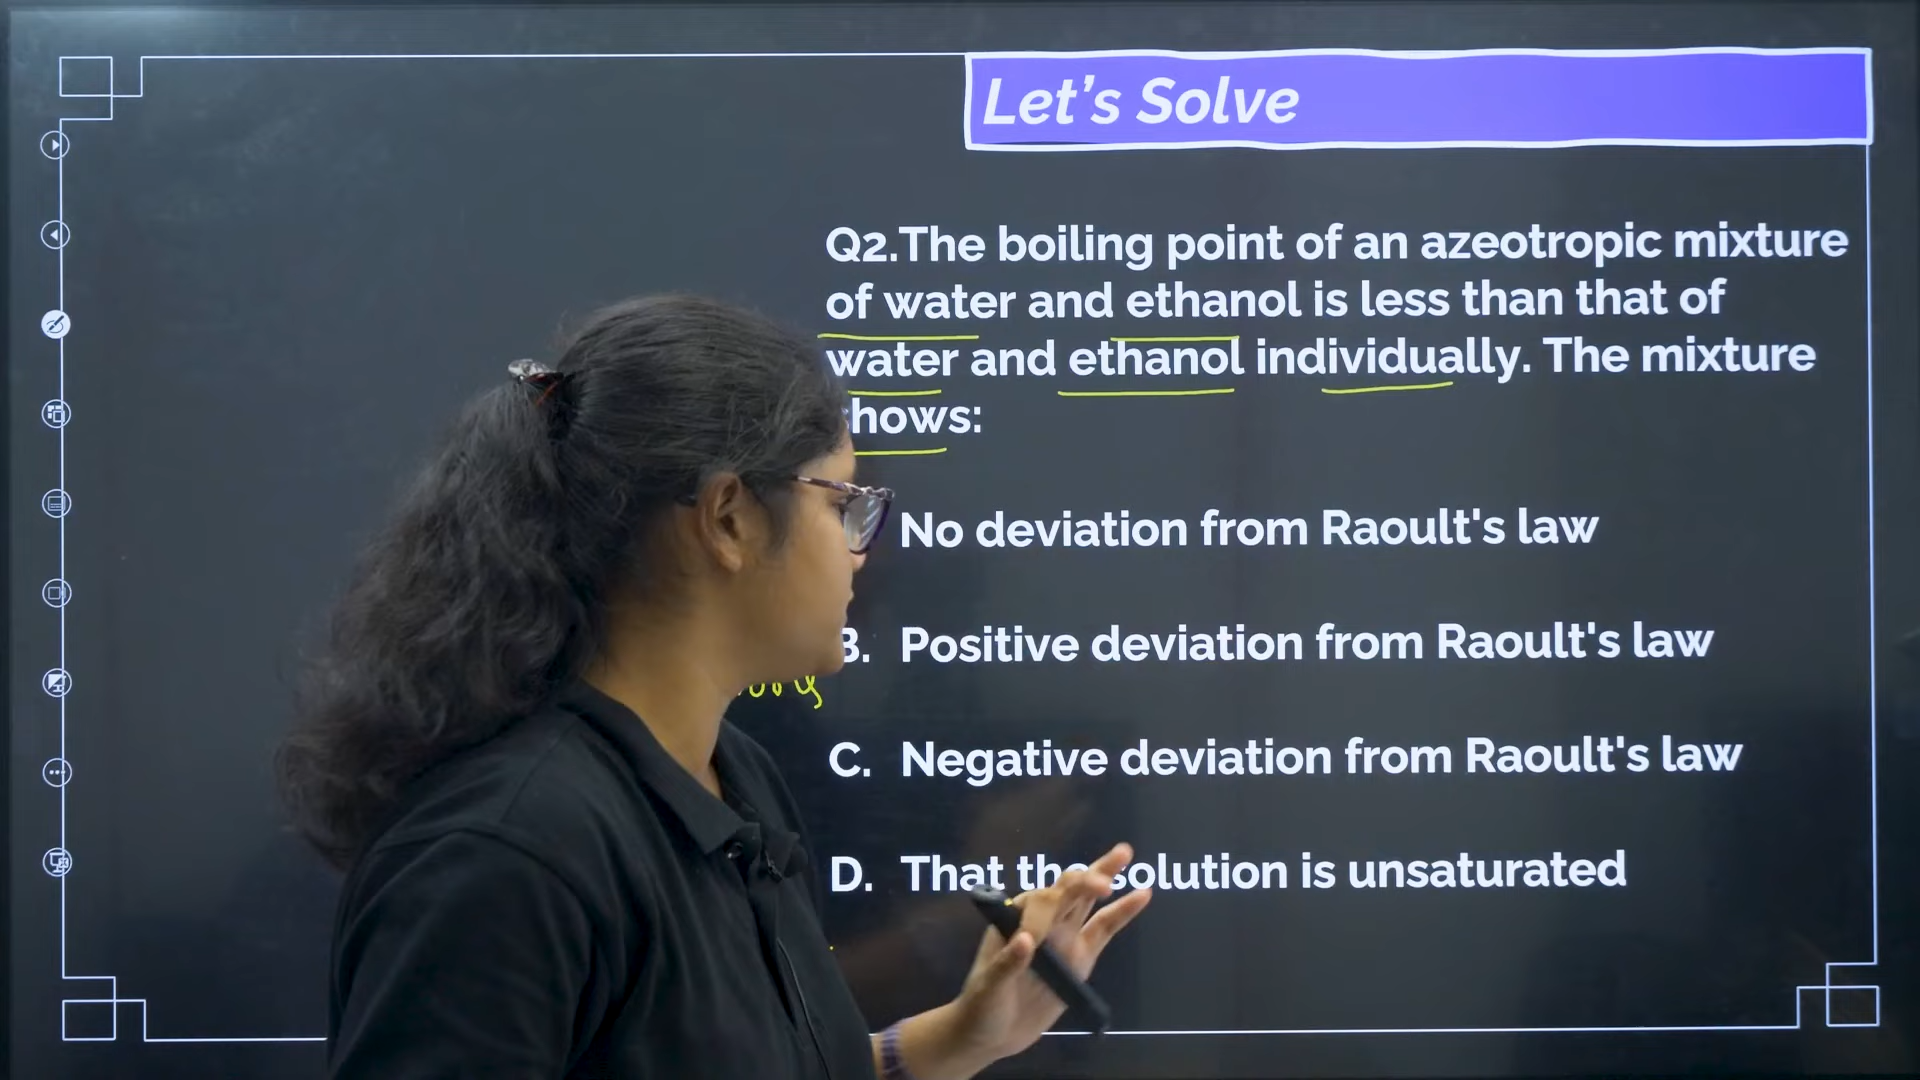 Let's Solve
Q2.The boiling point of an azeotropic mixture
of water and ethanol is less than that of
water and ethanol individually. The mixture
hows:
No deviation from Raoult's law
B. Positive deviation from Raoult's law
C. Negative deviation from Raoult's law
D. That the solution is unsaturated